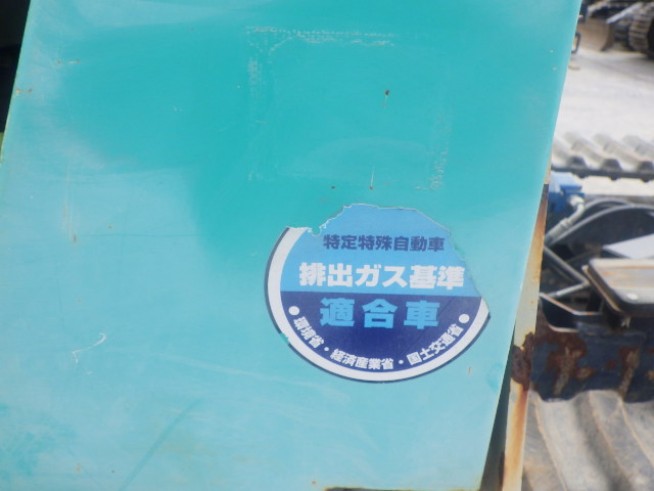 特定特殊自動車
排出ガス基準
適合車
●環境省・経済産業省・国土交通省●